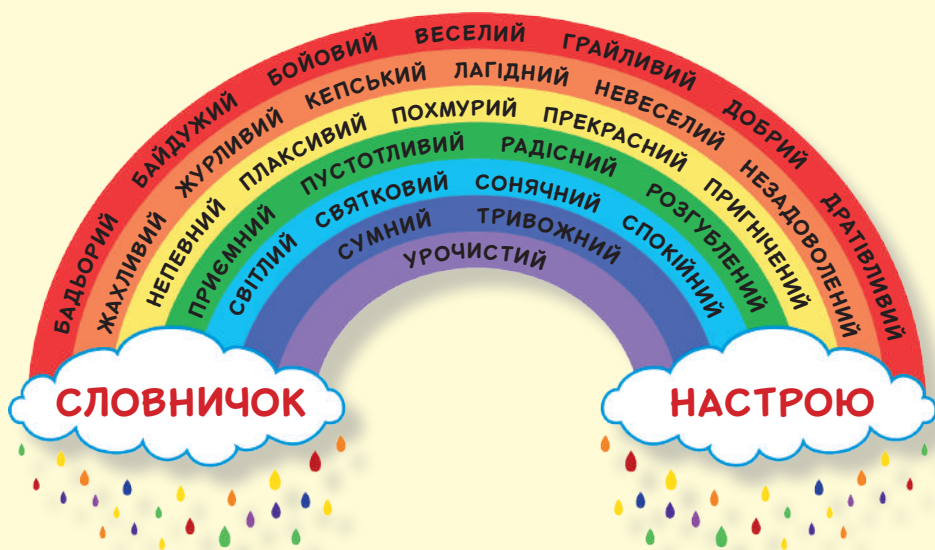 БАДЬОРИЙ БАЙДУЖИЙ БОЙОВИЙ ВЕСЕЛИЙ ГРАЙЛИВИЙ ДОБРИЙ ДРАТІВЛИВИЙ
ЖАХЛИВИЙ ЖУРЛИВИЙ КЕПСЬКИЙ ЛАГІДНИЙ НЕВЕСЕЛИЙ НЕЗАДОВОЛЕНИЙ
НЕПЕВНИЙ ПЛАКСИВИЙ ПОХМУРИЙ ПРЕКРАСНИЙ ПРИГНІЧЕНИЙ
ПРИЄМНИЙ ПУСТОТЛИВИЙ РАДІСНИЙ РОЗГУБЛЕНИЙ
СВІТЛИЙ СВЯТКОВИЙ СОНЯЧНИЙ СПОКІЙНИЙ
СУМНИЙ ТРИВОЖНИЙ
УРОЧИСТИЙ
СЛОВНИЧОК НАСТРОЮ